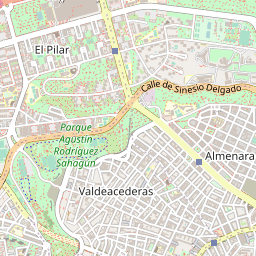 El Pilar
Calle de Sinesio Delgado
Parque
Agustín
Rodríguez
Sahagún
Almenara
Valdeacederas